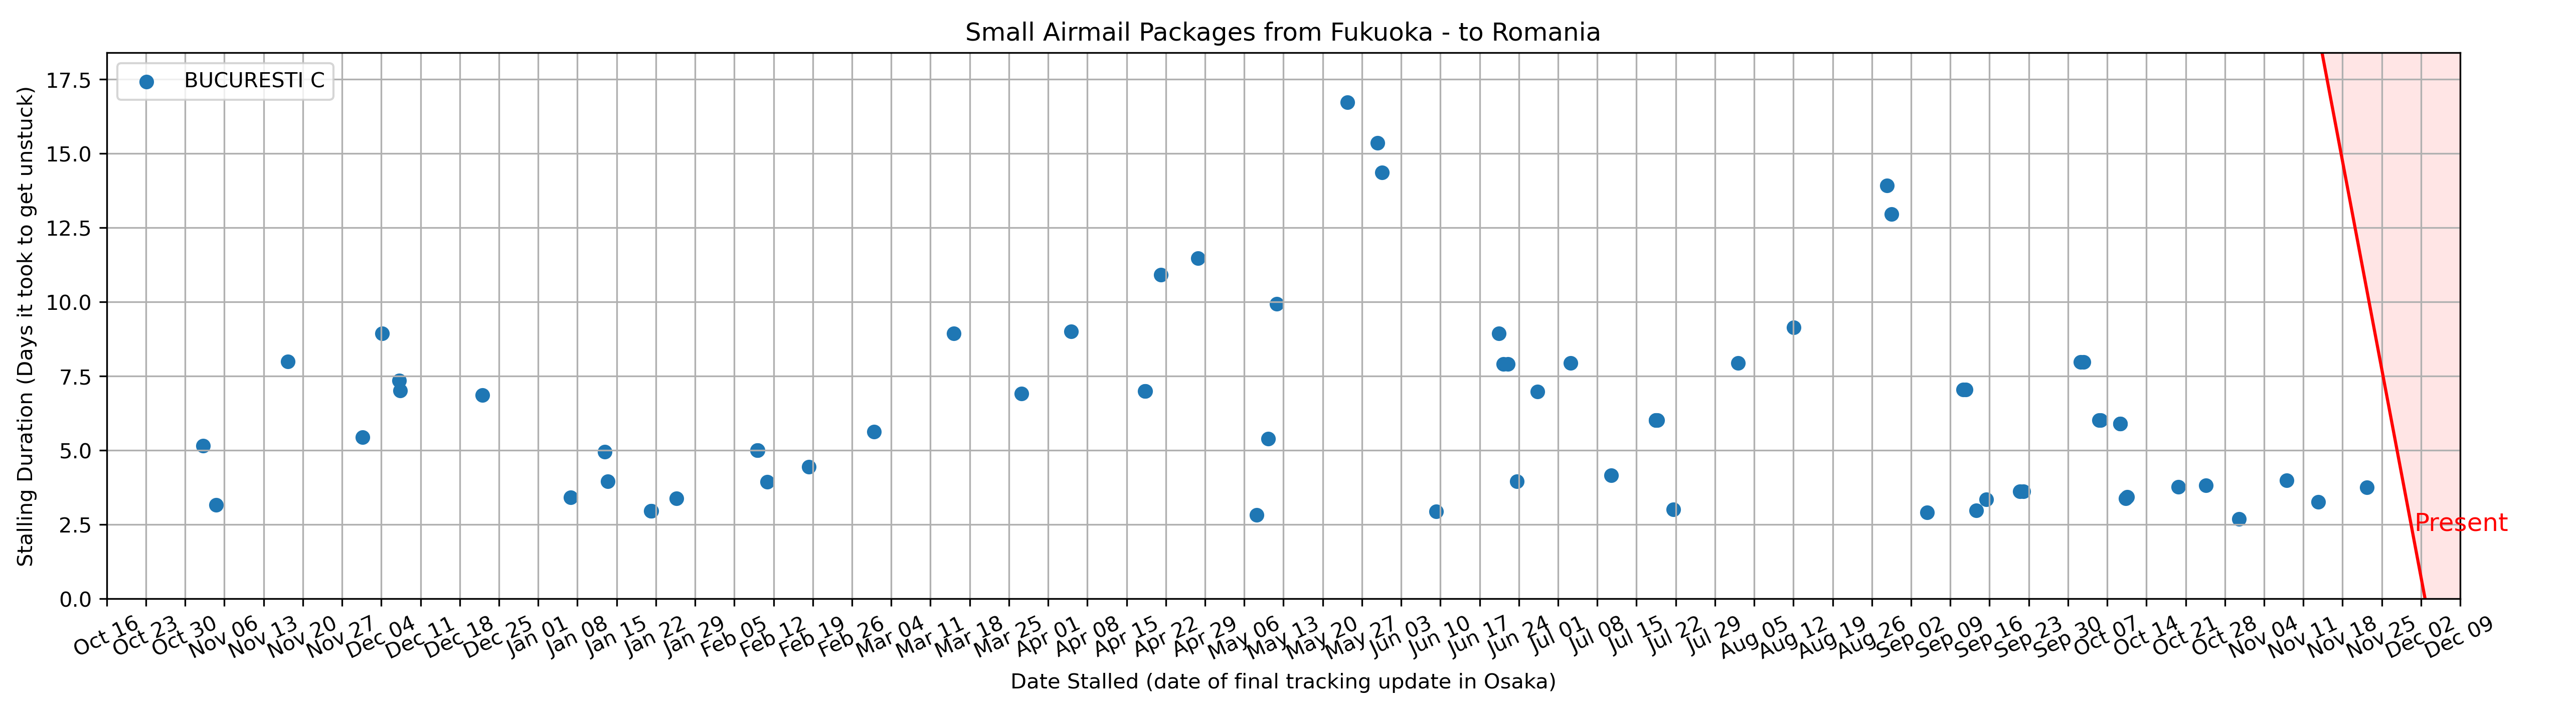 Small Airmail Packages from Fukuoka - to Romania
BUCURESTI C
Stalling Duration (Days it took to get unstuck)
17.5
15.0
12.5
10.0
7.5
5.0
2.5
0.0
Present
Oct 16 Oct 23 Oct 30 Nov 06 Nov 13 Nov 20 Nov 27 Dec 04 Dec 11 Dec 18 Dec 25 Jan 01 Jan 08 Jan 15 Jan 22 Jan 29 Feb 05 Feb 12 Feb 19 Feb 26 Mar 04 Mar 11 Mar 18 Mar 25 Apr 01 Apr 08 Apr 15 Apr 22 Apr 29 May 06 May 13 May 20 May 27 Jun 03 Jun 10 Jun 17 Jun 24 Jul 01 Jul 08 Jul 15 Jul 22 Jul 29 Aug 05 Aug 12 Aug 19 Aug 26 Sep 02 Sep 09 Sep 16 Sep 23 Sep 30 Oct 07 Oct 14 Oct 21 Oct 28 Nov 04 Nov 11 Nov 18 Nov 25 Dec 02 Dec 09
Date Stalled (date of final tracking update in Osaka)